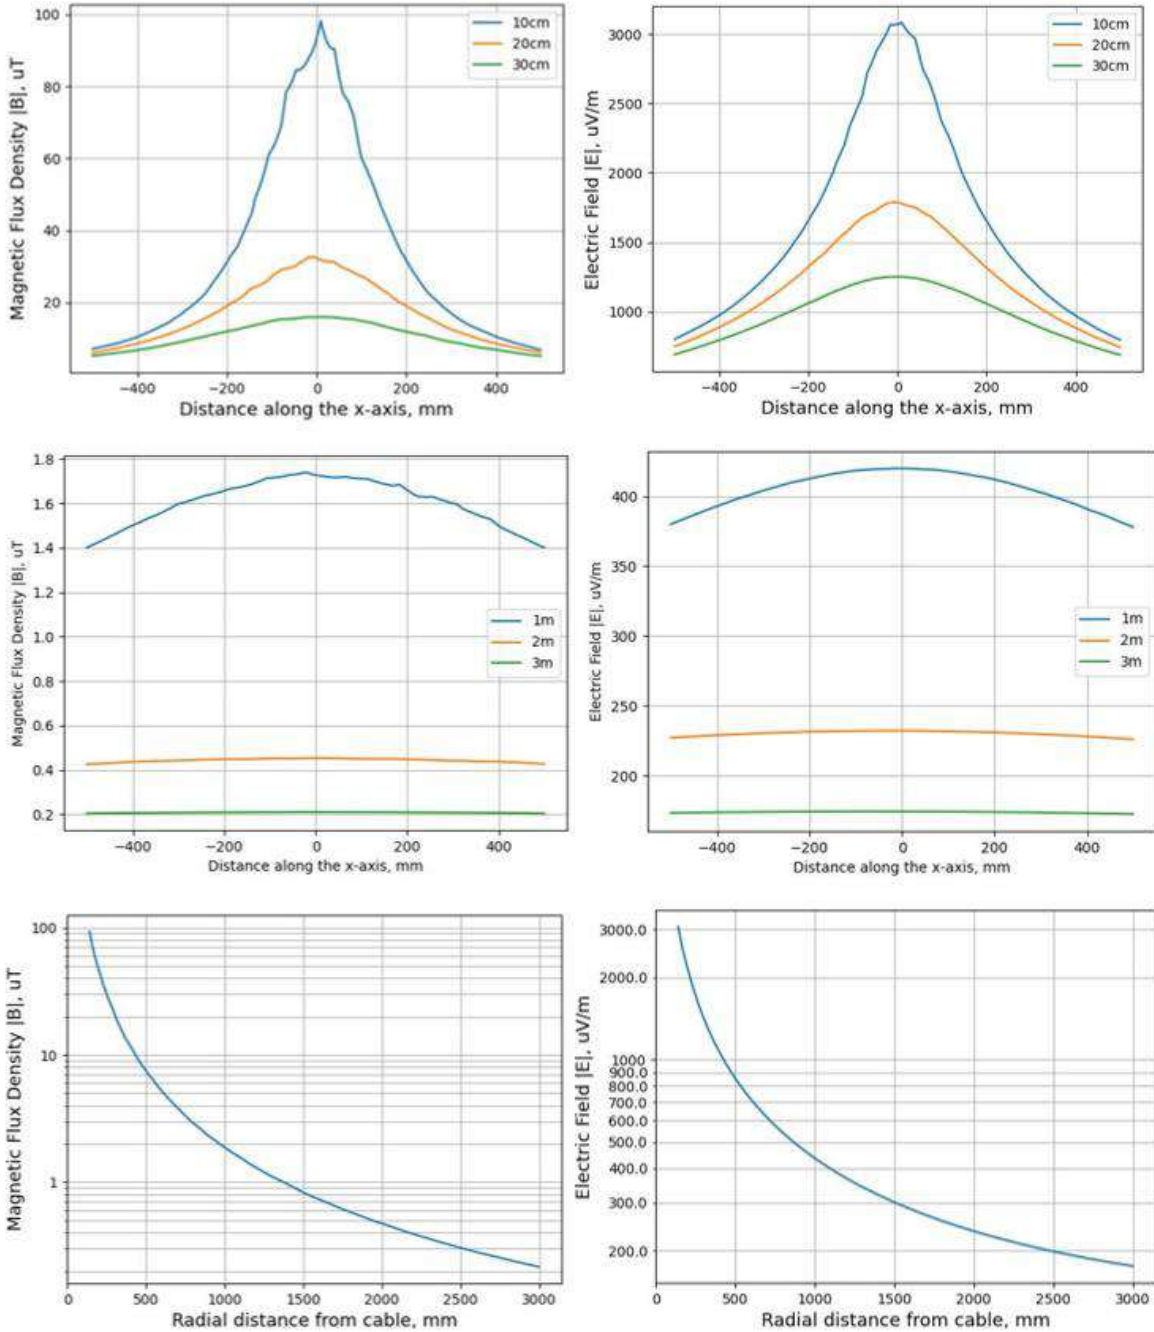 Magnetic Flux Density |B|, uT
100
80
60
40
20
10cm
20cm
30cm
−400 −200 0 200 400
Distance along the x-axis, mm
Electric Field |E|, uV/m
3000
2500
2000
1500
1000
10cm
20cm
30cm
−400 −200 0 200 400
Distance along the x-axis, mm
Magnetic Flux Density |B|, uT
1.8
1.6
1.4
1.2
1.0
0.8
0.6
0.4
0.2
1m
2m
3m
−400 −200 0 200 400
Distance along the x-axis, mm
Electric Field |E|, uV/m
400
350
300
250
200
1m
2m
3m
−400 −200 0 200 400
Distance along the x-axis, mm
Magnetic Flux Density |B|, uT
100
10
1
0 500 1000 1500 2000 2500 3000
Radial distance from cable, mm
Electric Field |E|, uV/m
3000.0
2000.0
1000
900.0
800.0
700.0
600.0
500.0
400.0
300.0
200.0
0 500 1000 1500 2000 2500 3000
Radial distance from cable, mm